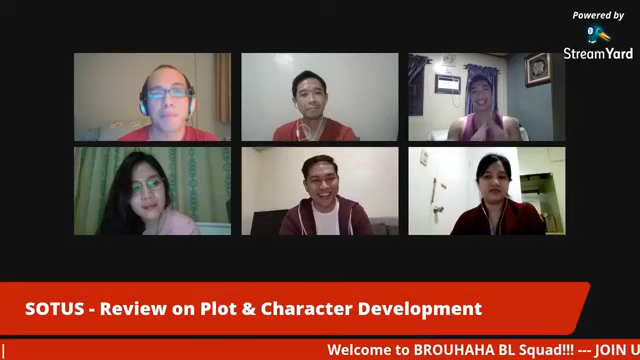 Powered by
StreamYard
SOTUS - Review on Plot & Character Development
| Welcome to BROUHAHA BL Squad!!! --- JOIN U